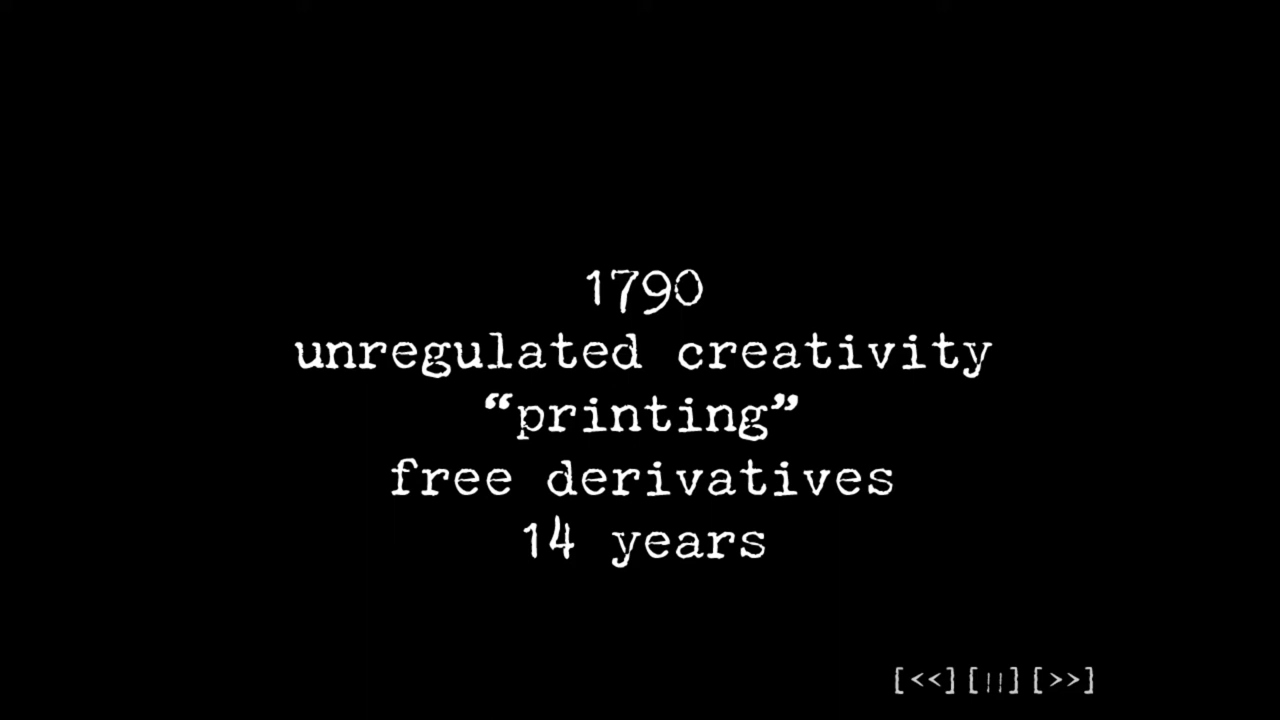 1790
unregulated creativity
“printing”
free derivatives
14 years
[<<] [||] [>>]